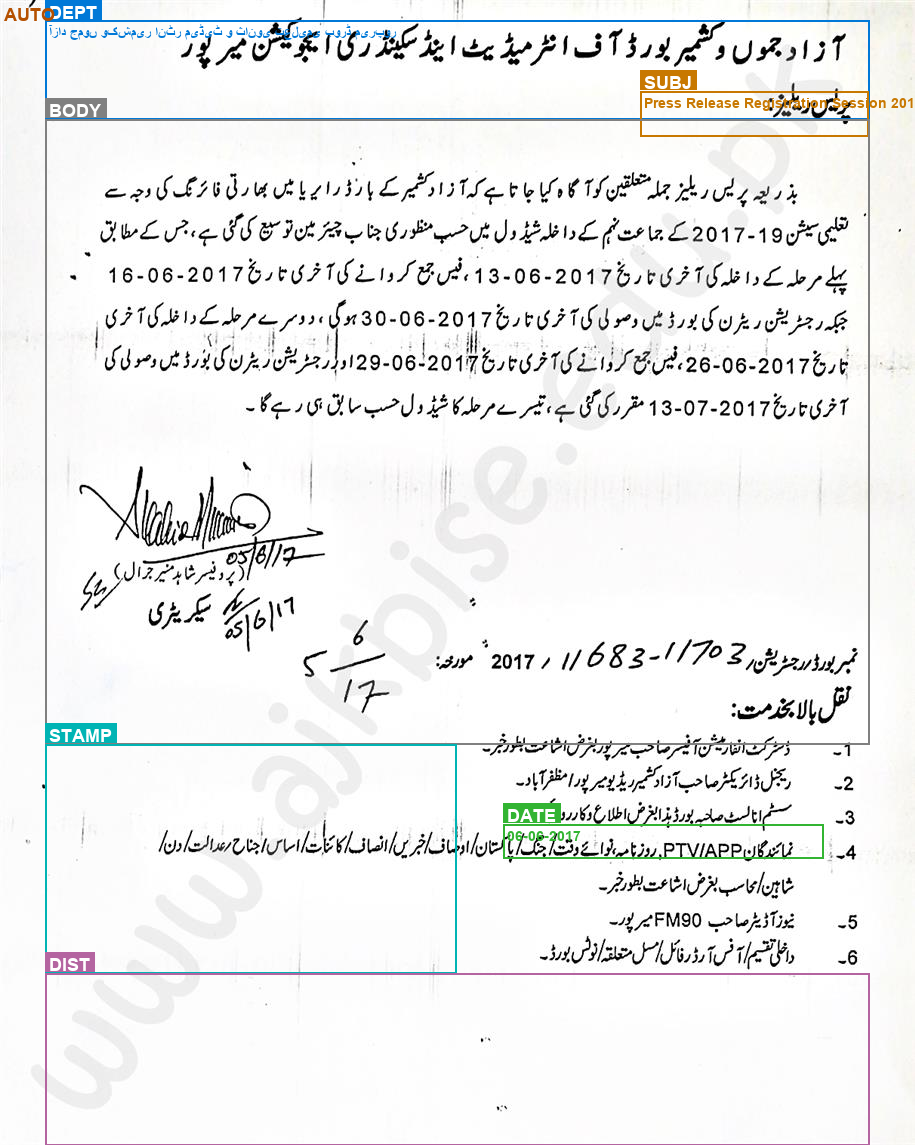 AUTO
DEPT
آزاد جموں وکشمیر بورڈ آف انٹرمیڈیٹ اینڈ سکینڈری ایجوکیشن میرپور
SUBJ
Press Release Registration Session 201
پریس ریلیز
BODY
بذریعہ پریس ریلیز جملہ متعلقین کو آگاہ کیا جاتا ہے کہ آزاد کشمیر کے بارڈر ایریا میں بھارتی فائرنگ کی وجہ سے
تعلیمی سیشن 19-2017 کے جماعت نہم کے داخلہ شیڈول میں حسب منظوری جناب چیئرمین توسیع کی گئی ہے، جس کے مطابق
پہلے مرحلہ کے داخلہ کی آخری تاریخ 13-06-2017، فیس جمع کروانے کی آخری تاریخ 16-06-2017
جبکہ رجسٹریشن ریٹرن کی بورڈ میں وصولی کی آخری تاریخ 30-06-2017 ہوگی، دوسرے مرحلہ کے داخلہ کی آخری
تاریخ 26-06-2017، فیس جمع کروانے کی آخری تاریخ 29-06-2017 اور رجسٹریشن ریٹرن کی بورڈ میں وصولی کی
آخری تاریخ 13-07-2017 مقرر کی گئی ہے، تیسرے مرحلہ کا شیڈول حسب سابق ہی رہے گا۔
05/6/17
(پروفیسر شاہد منیر جرال)
سیکریٹری
05/6/17
نمبر بورڈ/رجسٹریشن/ 11683-11703 / 2017 مورخہ: 5/6/17
نقل بالا بخدمت:
STAMP
1۔ ڈسٹرکٹ انفارمیشن آفیسر صاحب میرپور بغرض اشاعت بطور خبر۔
2۔ ریجنل ڈائریکٹر صاحب آزاد کشمیر ریڈیو میرپور/مظفرآباد۔
3۔ سسٹم انالسٹ صاحبہ بورڈ ہذا بغرض اطلاع و کارروائی
DATE
06-06-2017
4۔ نمائندگان PTV/APP, روزنامہ، نوائے وقت/جنگ/پاکستان/اوصاف/خبریں/انصاف/کائنات/اساس/جناح/عدالت/دن/
شاہین/محاسب بغرض اشاعت بطور خبر۔
5۔ نیوز آڈیٹر صاحب FM90 میرپور۔
6۔ داخلی تقسیم/آفس آرڈر فائل/مسل متعلقہ/نوٹس بورڈ۔
DIST
www.ajkbise.edu.pk